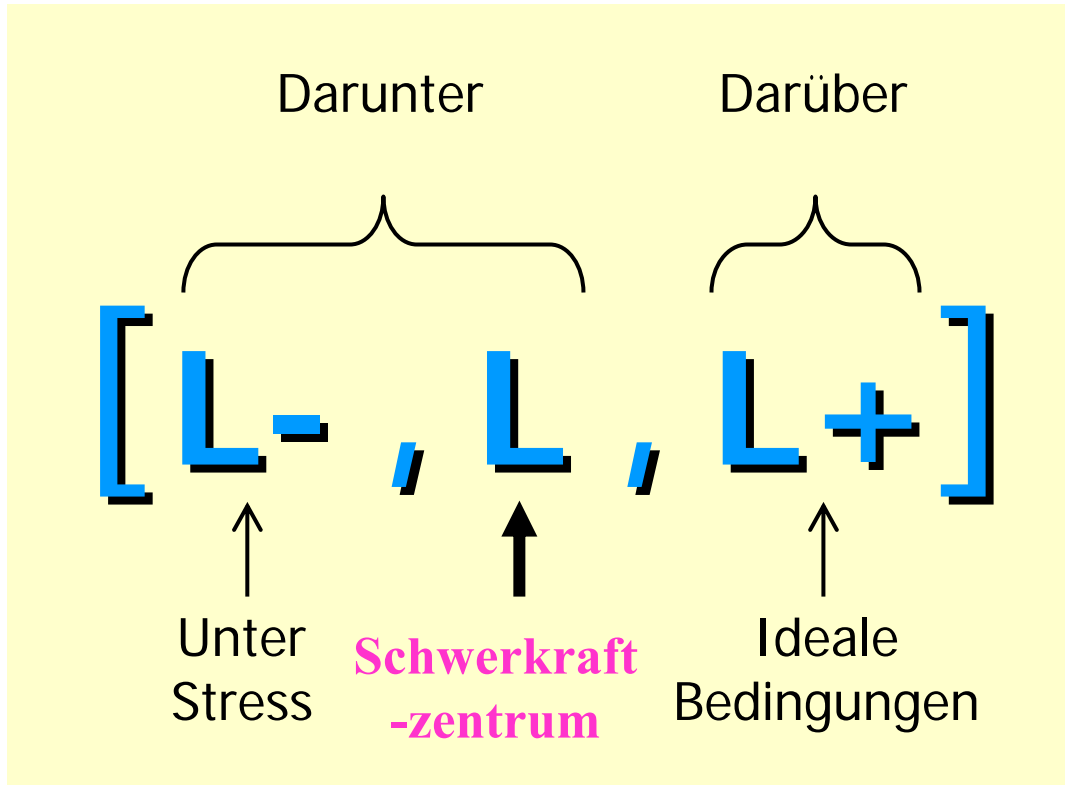 Darunter Darüber
[ L- , L , L+ ]
Unter Stress
Schwerkraft
-zentrum
Ideale
Bedingungen